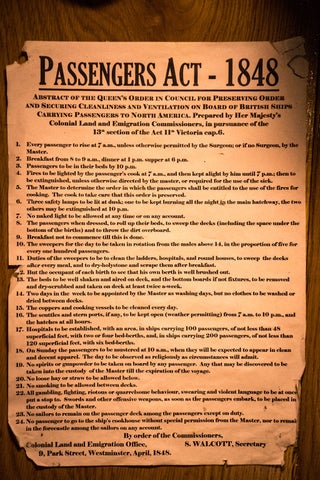 PASSENGERS ACT - 1848
ABSTRACT OF THE QUEEN'S ORDER IN COUNCIL FOR PRESERVING ORDER
AND SECURING CLEANLINESS AND VENTILATION ON BOARD OF BRITISH SHIPS
CARRYING PASSENGERS TO NORTH AMERICA. Prepared by Her Majesty's
Colonial Land and Emigration Commissioners, in pursuance of the
13th section of the Act 11th Victoria cap.6.
1. Every passenger to rise at 7 a.m., unless otherwise permitted by the Surgeon; or if no Surgeon, by the
Master.
2. Breakfast from 8 to 9 a.m., dinner at 1 p.m. supper at 6 p.m.
3. Passengers to be in their beds by 10 p.m.
4. Fires to be lighted by the passenger's cook at 7 a.m., and then kept alight by him until 7 p.m.; then to
be extinguished, unless otherwise directed by the master, or required for the use of the sick.
5. The Master to determine the order in which the passengers shall be entitled to the use of the fires for
cooking. The cook to take care that this order is preserved.
6. Three safety lamps to be lit at dusk; one to be kept burning all the night in the main hatchway, the two
others may be extinguished at 10 p.m.
7. No naked light to be allowed at any time or on any account.
8. The passengers when dressed, to roll up their beds, to sweep the decks (including the space under the
bottom of the births) and to throw the dirt overboard.
9. Breakfast not to commence till this is done.
10. The sweepers for the day to be taken in rotation from the males above 14, in the proportion of five for
every one hundred passengers.
11. Duties of the sweepers to be to clean the ladders, hospitals, and round houses, to sweep the decks
after every meal, and to dry-holystone and scrape them after breakfast.
12. But the occupant of each birth to see that his own berth is well brushed out.
13. The beds to be well shaken and aired on deck, and the bottom boards if not fixtures, to be removed
and dry-scrubbed and taken on deck at least twice a-week.
14. Two days in the week to be appointed by the Master as washing days, but no clothes to be washed or
dried between decks.
15. The coppers and cooking vessels to be cleaned every day.
16. The scuttles and stern ports, if any, to be kept open (weather permitting) from 7 a.m. to 10 p.m., and
the hatches at all hours.
17. Hospitals to be established, with an area, in ships carrying 100 passengers, of not less than 48
superficial feet, with two or four bed-berths, and, in ships carrying 200 passengers, of not less than
120 superficial feet, with six bed-berths.
18. On Sunday the passengers to be mustered at 10 a.m., when they will be expected to appear in clean
and decent apparel. The day to be observed as religiously as circumstances will admit.
19. No spirits or gunpowder to be taken on board by any passenger. Any that may be discovered to be
taken into the custody of the Master till the expiration of the voyage.
20. No loose hay or straw to be allowed below.
21. No smoking to be allowed between decks.
22. All gambling, fighting, riotous or quarrelsome behaviour, swearing and violent language to be at once
put a stop to. Swords and other offensive weapons, as soon as the passengers embark, to be placed in
the custody of the Master.
23. No sailors to remain on the passenger deck among the passengers except on duty.
24. No passenger to go to the ship's cookhouse without special permission from the Master, nor to remain
in the forecastle among the sailors on any account.
By order of the Commissioners,
Colonial Land and Emigration Office, S. WALCOTT, Secretary
9, Park Street, Westminster, April, 1848.